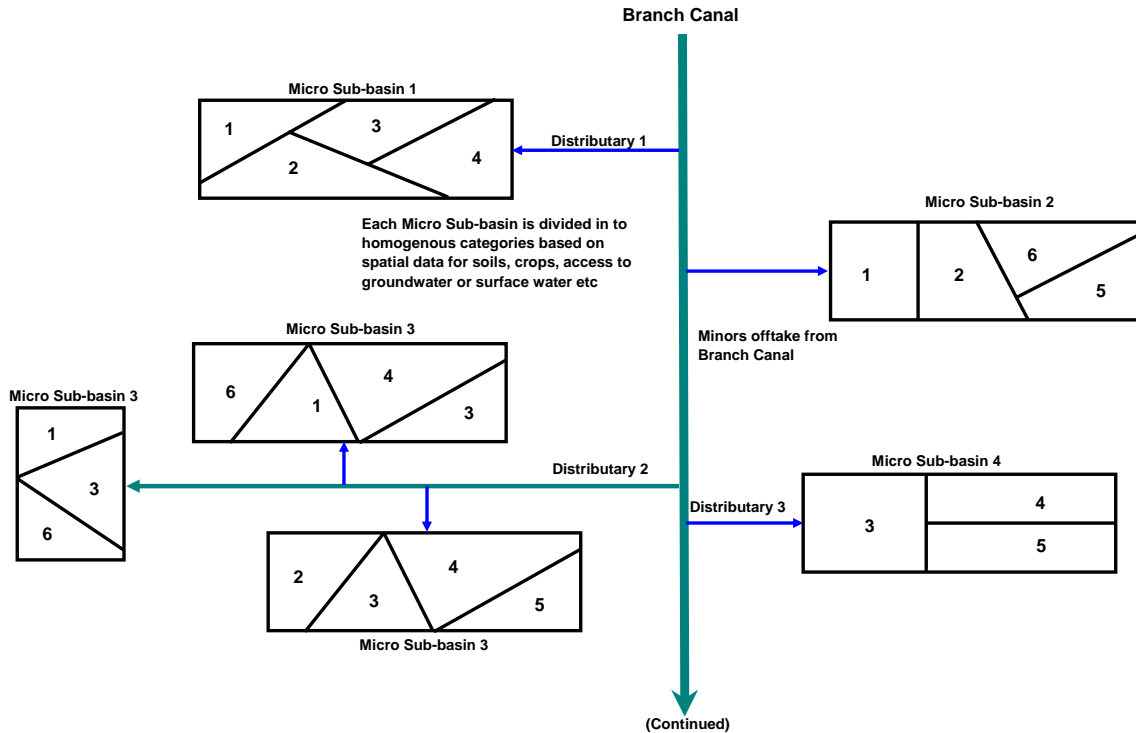 Branch Canal
Micro Sub-basin 1
1
3
2
4
Distributary 1
Each Micro Sub-basin is divided in to
homogenous categories based on
spatial data for soils, crops, access to
groundwater or surface water etc
Micro Sub-basin 2
1
2
6
5
Minors offtake from
Branch Canal
Micro Sub-basin 3
6
1
4
3
Micro Sub-basin 3
1
3
6
Distributary 2
Micro Sub-basin 4
Distributary 3
3
4
5
2
3
4
5
Micro Sub-basin 3
(Continued)